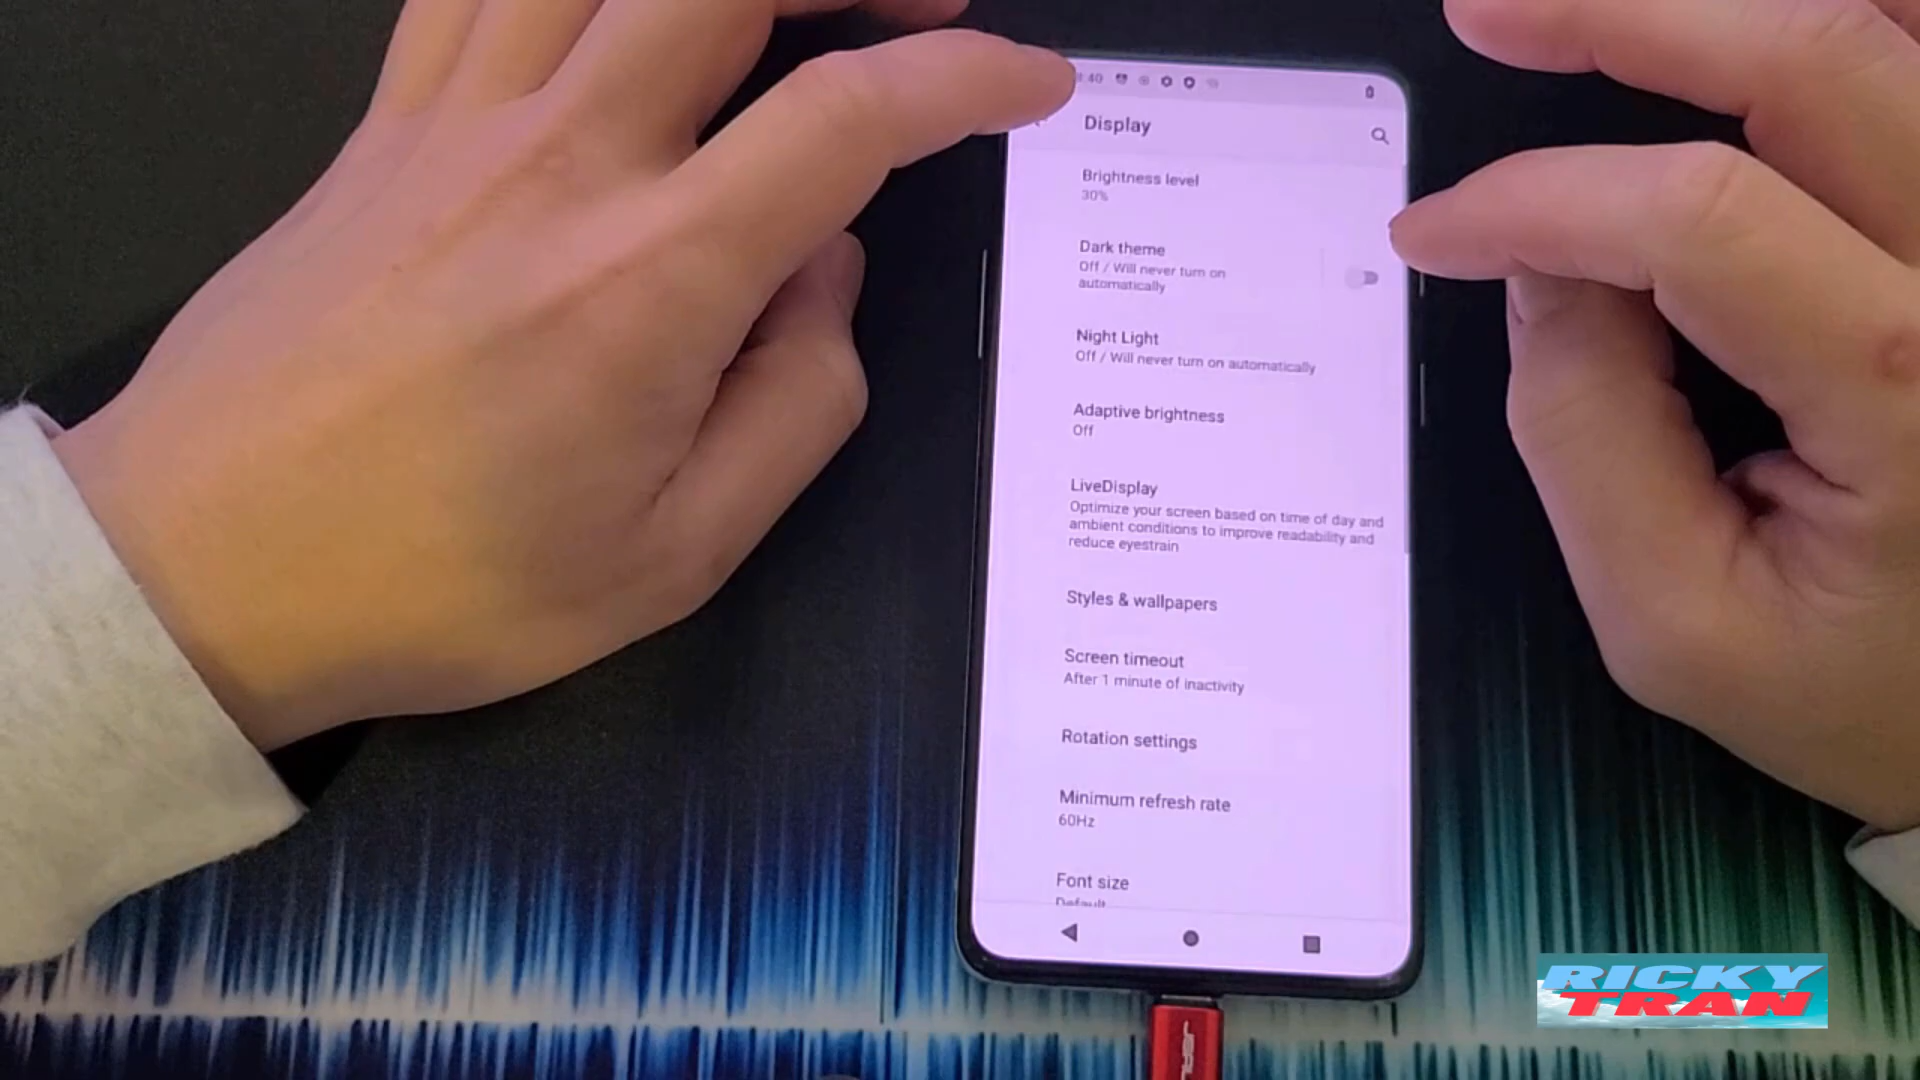 :40
Display
Brightness level
30%
Dark theme
Off / Will never turn on
automatically
Night Light
Off / Will never turn on automatically
Adaptive brightness
Off
LiveDisplay
Optimize your screen based on time of day and
ambient conditions to improve readability and
reduce eyestrain
Styles & wallpapers
Screen timeout
After 1 minute of inactivity
Rotation settings
Minimum refresh rate
60Hz
Font size
Default
RICKY
TRAN